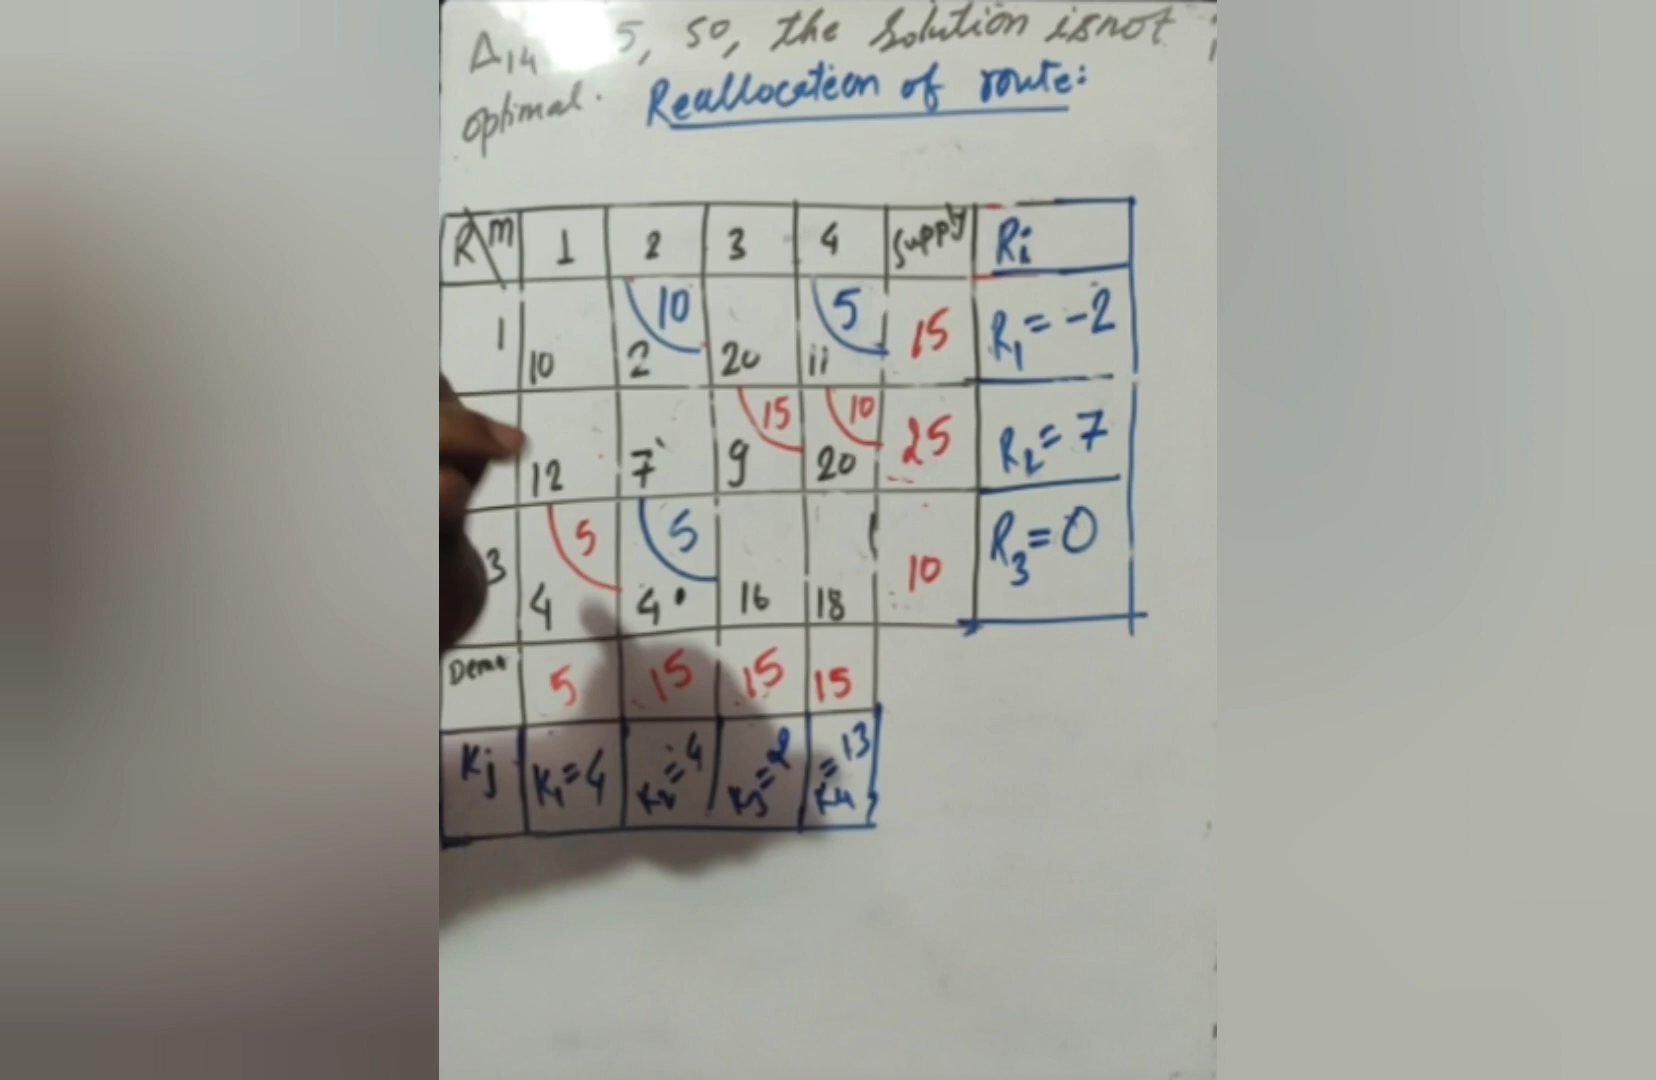 Δ14 5, so, the Solution is not
optimal. Reallocation of route:
R M 1 2 3 4 Supply Ri
1 10 10 2 20 5 11 15 R1 = -2
12 7 15 9 10 20 25 R2 = 7
3 5 4 5 4 16 18 10 R3 = 0
Dem 5 15 15 15
Kj K1 = 4 K2 = 4 K3 = 2 K4 = 13